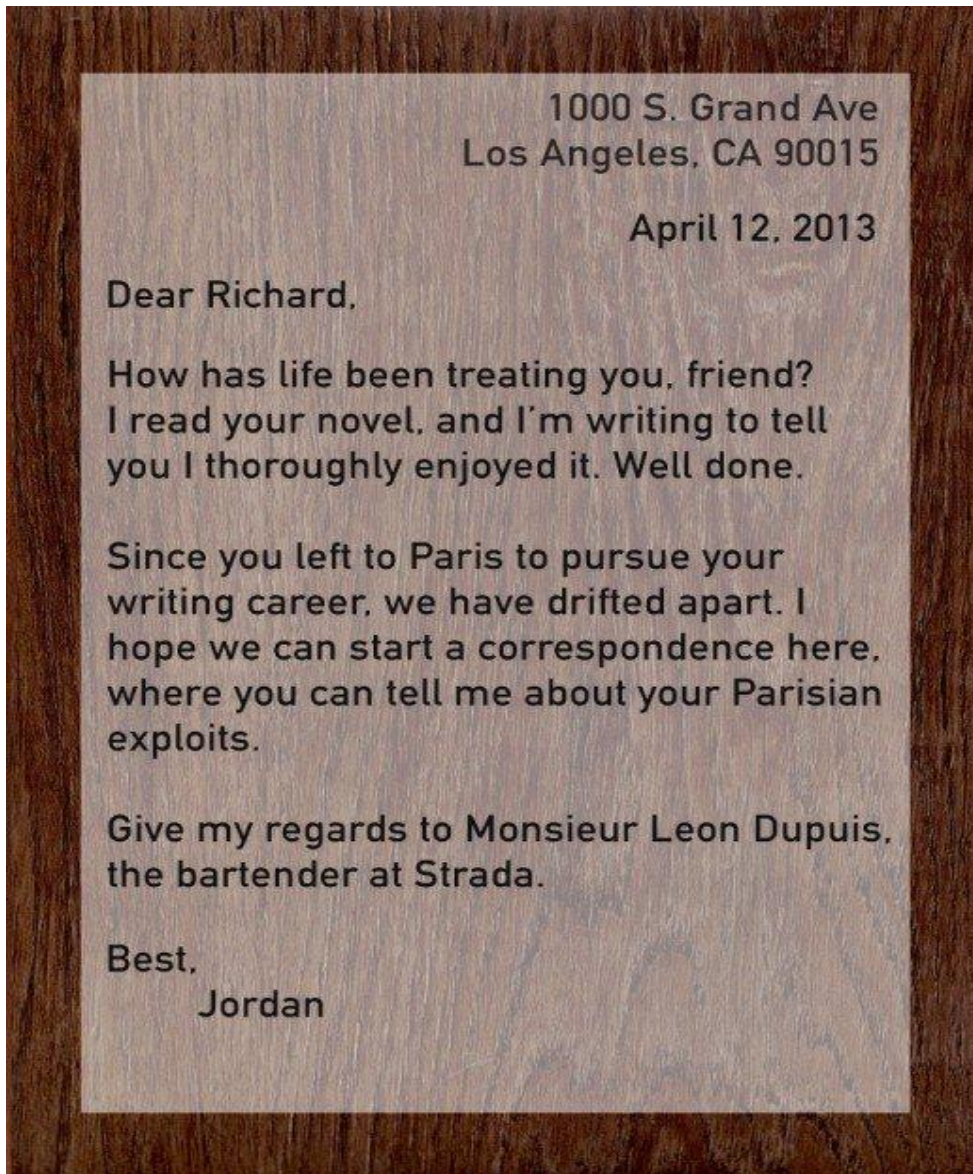 1000 S. Grand Ave
Los Angeles, CA 90015
April 12, 2013
Dear Richard,
How has life been treating you, friend?
I read your novel, and I'm writing to tell
you I thoroughly enjoyed it. Well done.
Since you left to Paris to pursue your
writing career, we have drifted apart. I
hope we can start a correspondence here,
where you can tell me about your Parisian
exploits.
Give my regards to Monsieur Leon Dupuis,
the bartender at Strada.
Best,
Jordan